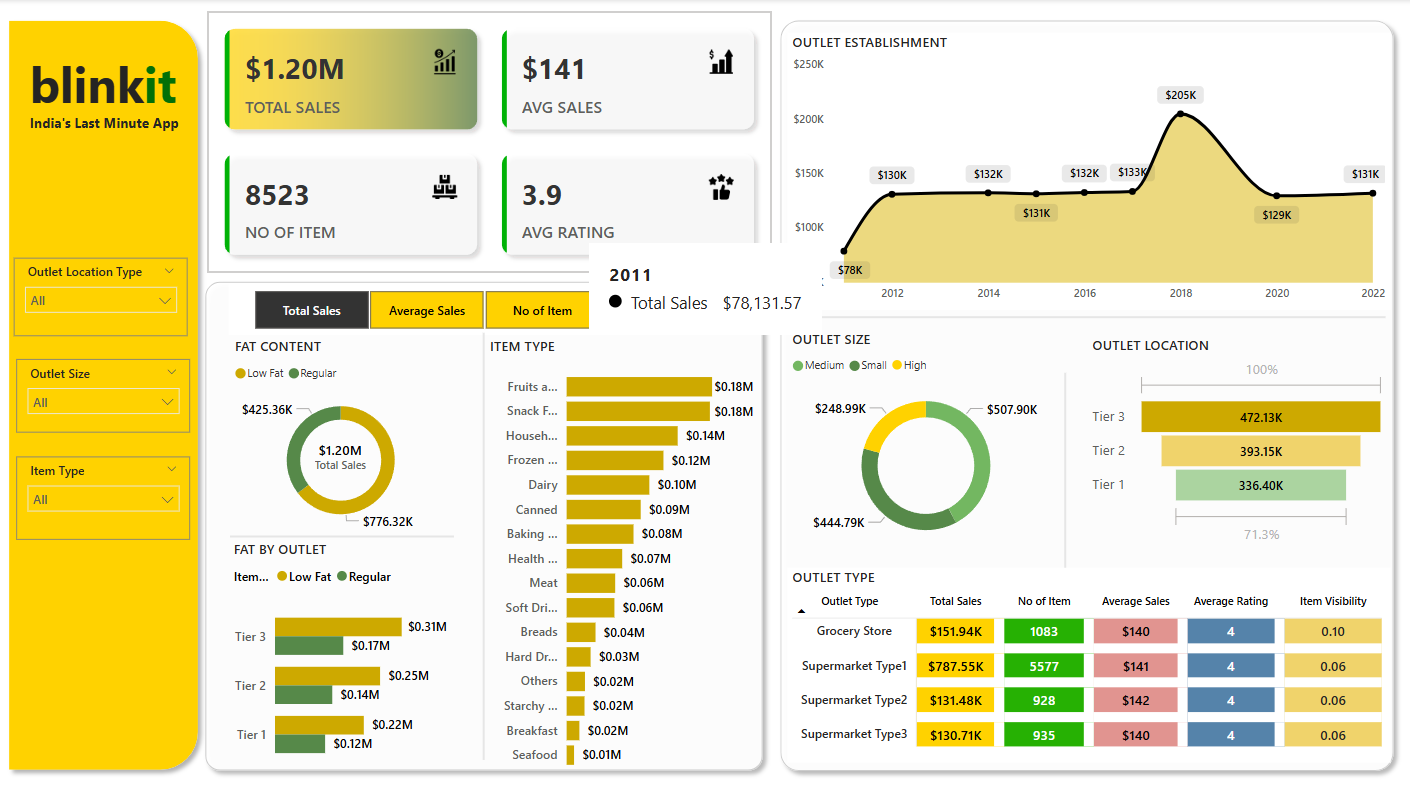 blinkit
India's Last Minute App
Outlet Location Type
All
Outlet Size
All
Item Type
All
$1.20M
TOTAL SALES
$141
AVG SALES
8523
NO OF ITEM
3.9
AVG RATING
2011
Total Sales $78,131.57
Total Sales
Average Sales
No of Item
FAT CONTENT
Low Fat Regular
$425.36K
$1.20M
Total Sales
$776.32K
FAT BY OUTLET
Item... Low Fat Regular
Tier 3 $0.31M
$0.17M
Tier 2 $0.25M
$0.14M
Tier 1 $0.22M
$0.12M
ITEM TYPE
Fruits a... $0.18M
Snack F... $0.18M
Househ... $0.14M
Frozen ... $0.12M
Dairy $0.10M
Canned $0.09M
Baking ... $0.08M
Health ... $0.07M
Meat $0.06M
Soft Dri... $0.06M
Breads $0.04M
Hard Dr... $0.03M
Others $0.02M
Starchy ... $0.02M
Breakfast $0.02M
Seafood $0.01M
OUTLET ESTABLISHMENT
$250K
$200K
$150K
$100K
$78K
$130K
$132K
$131K
$132K
$133K
$205K
$129K
$131K
2012 2014 2016 2018 2020 2022
OUTLET SIZE
Medium Small High
$248.99K
$507.90K
$444.79K
OUTLET LOCATION
100%
Tier 3 472.13K
Tier 2 393.15K
Tier 1 336.40K
71.3%
OUTLET TYPE
Outlet Type Total Sales No of Item Average Sales Average Rating Item Visibility
Grocery Store $151.94K 1083 $140 4 0.10
Supermarket Type1 $787.55K 5577 $141 4 0.06
Supermarket Type2 $131.48K 928 $142 4 0.06
Supermarket Type3 $130.71K 935 $140 4 0.06